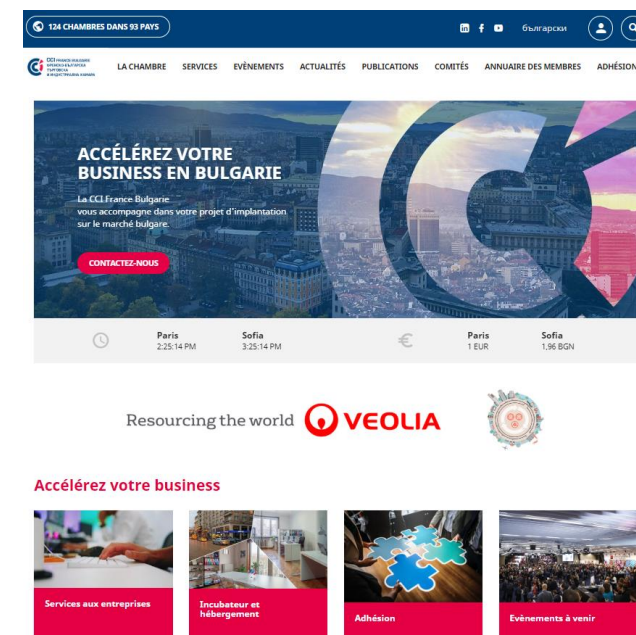 124 CHAMBRES DANS 93 PAYS
български
CCI FRANCE BULGARIE
LA CHAMBRE SERVICES EVÈNEMENTS ACTUALITÉS PUBLICATIONS COMITÉS ANNUAIRE DES MEMBRES ADHÉSION
ACCÉLÉREZ VOTRE
BUSINESS EN BULGARIE
La CCI France Bulgarie
vous accompagne dans votre projet d'implantation
sur le marché bulgare.
CONTACTEZ-NOUS
Paris Sofia Paris Sofia
2:25:14 PM 3:25:14 PM € 1 EUR 1,96 BGN
Resourcing the world VEOLIA
Accélérez votre business
Services aux entreprises
Incubateur et
hébergement
Adhésion
Evènements à venir